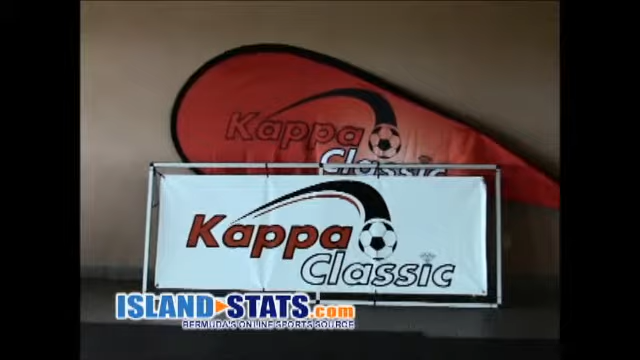 Kappa
Classic
Kappa
Classic
ISLAND STATS.com
BERMUDA'S ONLINE SPORTS SOURCE